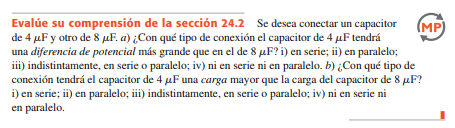 Evalúe su comprensión de la sección 24.2 Se desea conectar un capacitor
de 4 μF y otro de 8 μF. a) ¿Con qué tipo de conexión el capacitor de 4 μF tendrá
una diferencia de potencial más grande que en el de 8 μF? i) en serie; ii) en paralelo;
iii) indistintamente, en serie o paralelo; iv) ni en serie ni en paralelo. b) ¿Con qué tipo de
conexión tendrá el capacitor de 4 μF una carga mayor que la carga del capacitor de 8 μF?
i) en serie; ii) en paralelo; iii) indistintamente, en serie o paralelo; iv) ni en serie ni
en paralelo.
MP